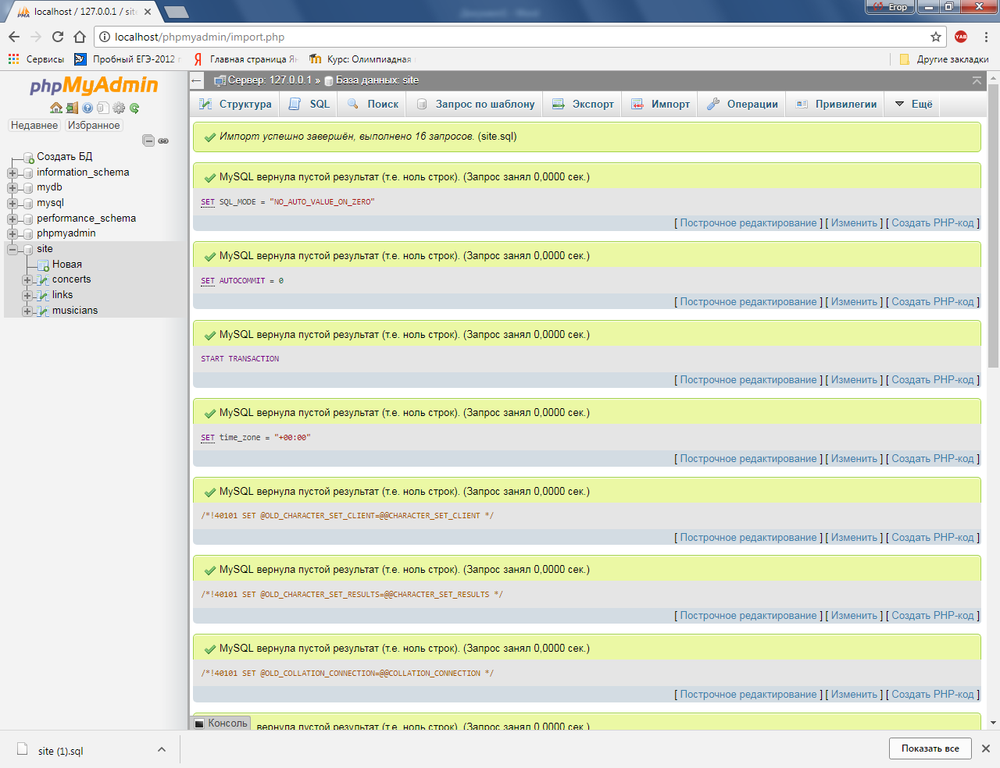 localhost / 127.0.0.1 / site
Егор
localhost/phpmyadmin/import.php
Сервисы
Пробный ЕГЭ-2012
Главная страница Ян
Курс: Олимпиадная
Другие закладки
phpMyAdmin
Недавнее Избранное
Создать БД
information_schema
mydb
mysql
performance_schema
phpmyadmin
site
Новая
concerts
links
musicians
Сервер: 127.0.0.1 » База данных: site
Структура SQL Поиск Запрос по шаблону Экспорт Импорт Операции Привилегии Ещё
Импорт успешно завершён, выполнено 16 запросов. (site.sql)
MySQL вернула пустой результат (т.е. ноль строк). (Запрос занял 0,0000 сек.)
SET SQL_MODE = "NO_AUTO_VALUE_ON_ZERO"
[ Построчное редактирование ] [ Изменить ] [ Создать PHP-код ]
MySQL вернула пустой результат (т.е. ноль строк). (Запрос занял 0,0000 сек.)
SET AUTOCOMMIT = 0
[ Построчное редактирование ] [ Изменить ] [ Создать PHP-код ]
MySQL вернула пустой результат (т.е. ноль строк). (Запрос занял 0,0000 сек.)
START TRANSACTION
[ Построчное редактирование ] [ Изменить ] [ Создать PHP-код ]
MySQL вернула пустой результат (т.е. ноль строк). (Запрос занял 0,0000 сек.)
SET time_zone = "+00:00"
[ Построчное редактирование ] [ Изменить ] [ Создать PHP-код ]
MySQL вернула пустой результат (т.е. ноль строк). (Запрос занял 0,0000 сек.)
/*!40101 SET @OLD_CHARACTER_SET_CLIENT=@@CHARACTER_SET_CLIENT */
[ Построчное редактирование ] [ Изменить ] [ Создать PHP-код ]
MySQL вернула пустой результат (т.е. ноль строк). (Запрос занял 0,0000 сек.)
/*!40101 SET @OLD_CHARACTER_SET_RESULTS=@@CHARACTER_SET_RESULTS */
[ Построчное редактирование ] [ Изменить ] [ Создать PHP-код ]
MySQL вернула пустой результат (т.е. ноль строк). (Запрос занял 0,0000 сек.)
/*!40101 SET @OLD_COLLATION_CONNECTION=@@COLLATION_CONNECTION */
[ Построчное редактирование ] [ Изменить ] [ Создать PHP-код ]
Консоль вернула пустой результат (т.е. ноль строк). (Запрос занял 0,0000 сек.)
site (1).sql
Показать все